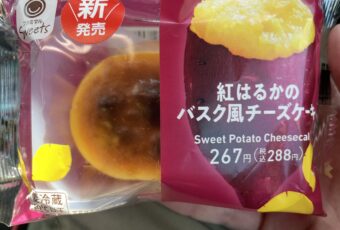 Sweets
新
発売
紅はるかの
バスク風チーズケーキ
Sweet Potato Cheesecake
267円(税込288円)
要冷蔵